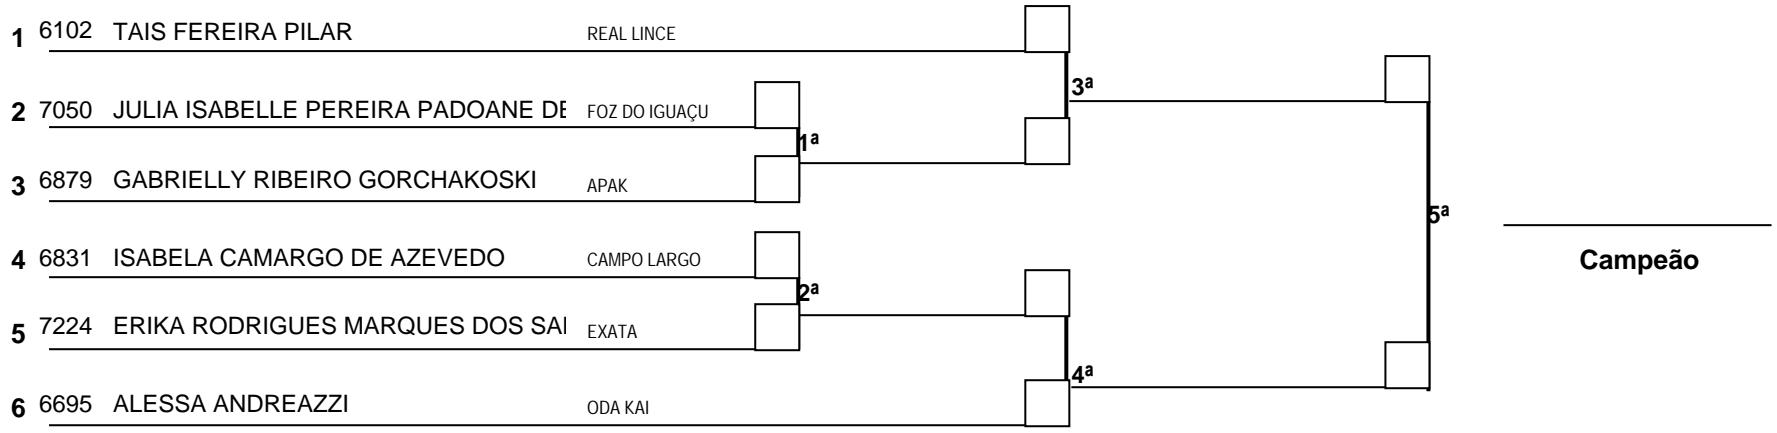 1 6102 TAIS FEREIRA PILAR REAL LINCE
3ª
2 7050 JULIA ISABELLE PEREIRA PADOANE DE FOZ DO IGUAÇU
1ª
3 6879 GABRIELLY RIBEIRO GORCHAKOSKI APAK
5ª
4 6831 ISABELA CAMARGO DE AZEVEDO CAMPO LARGO
Campeão
2ª
5 7224 ERIKA RODRIGUES MARQUES DOS SAI EXATA
4ª
6 6695 ALESSA ANDREAZZI ODA KAI